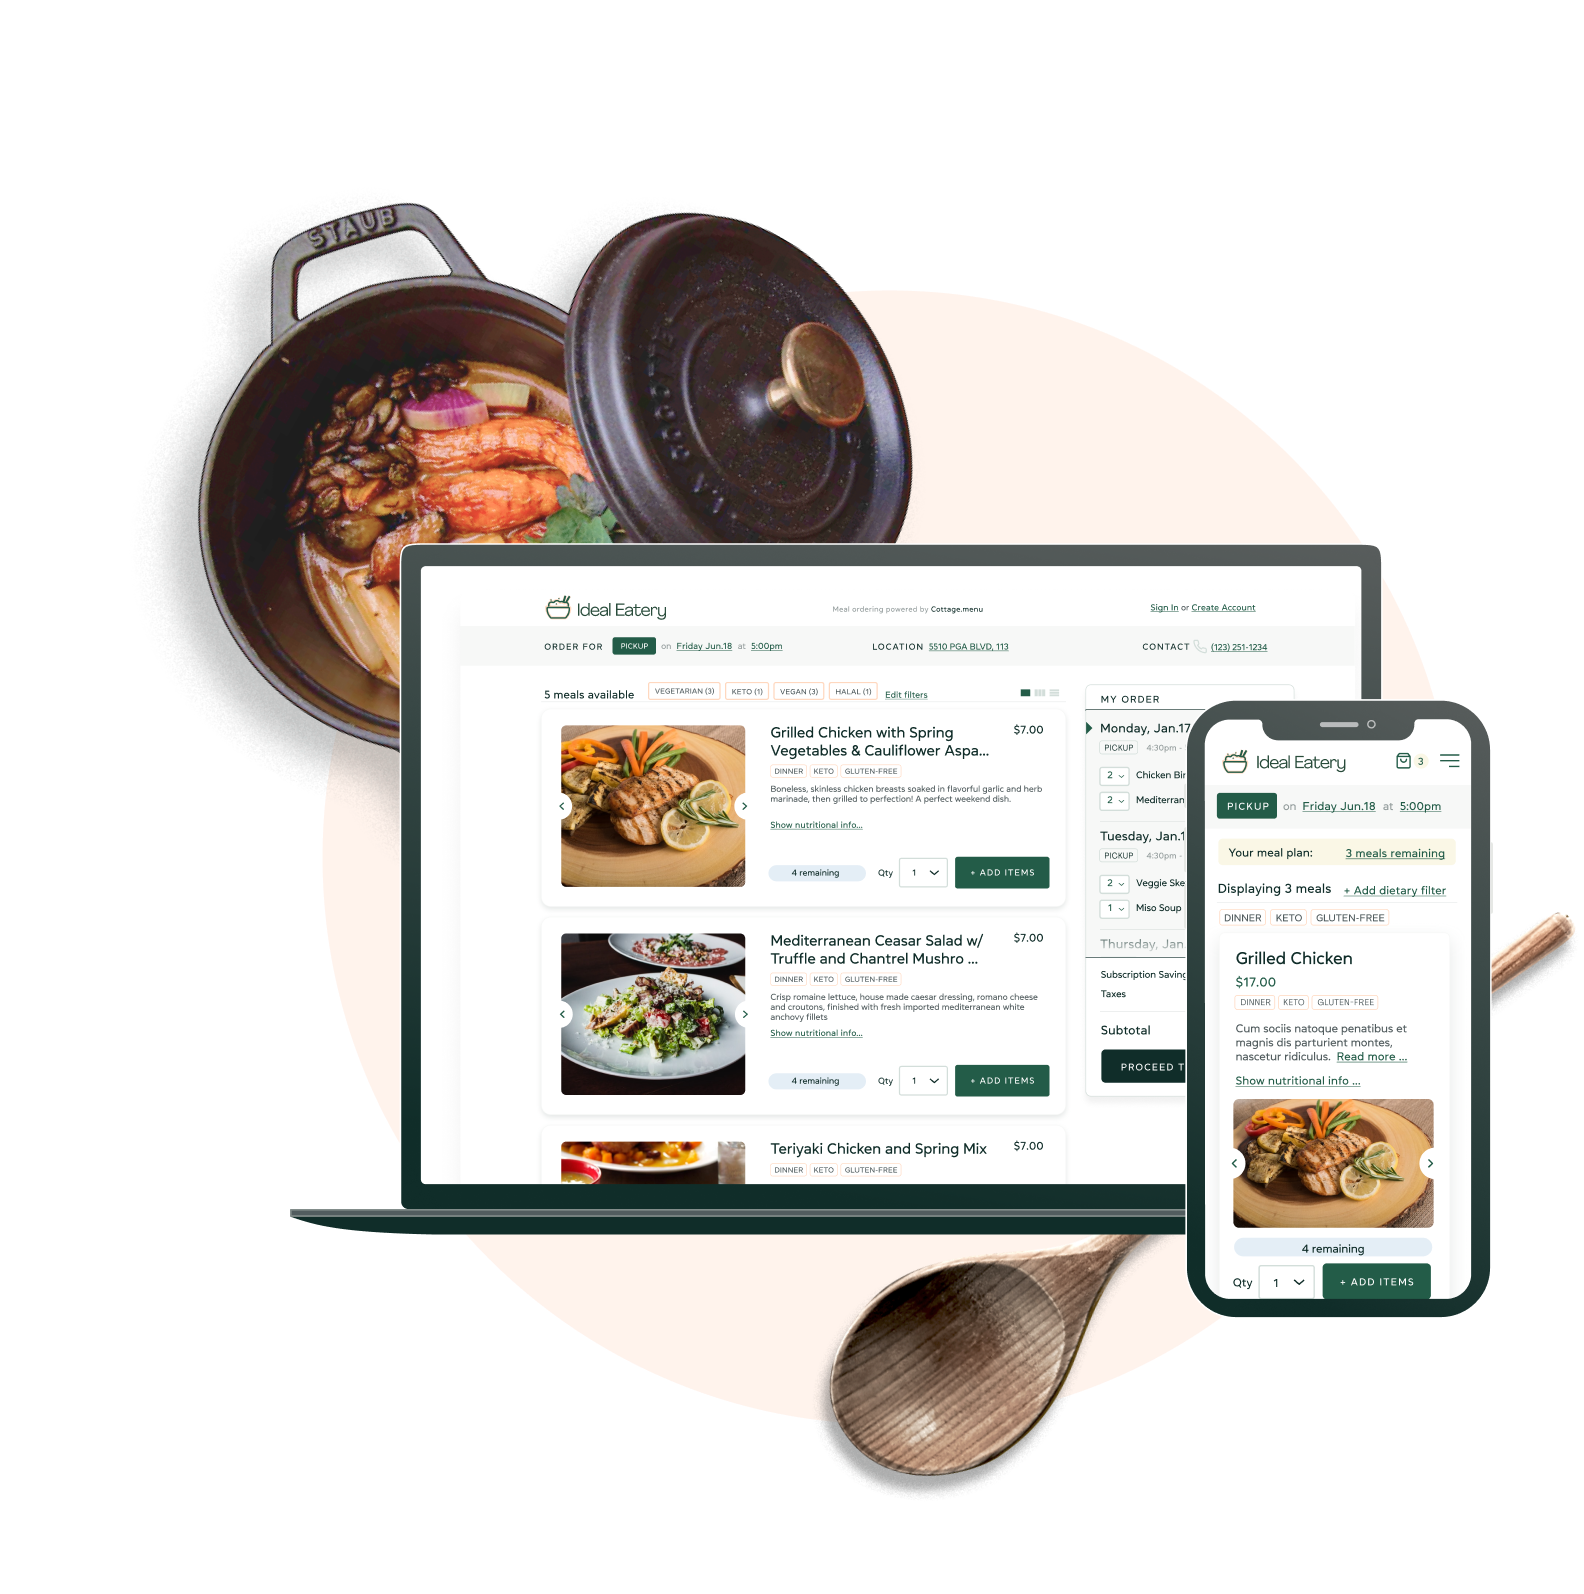 STAUB
LA COCOTTE
Ideal Eatery
Meal ordering powered by Cottage.menu
Sign In or Create Account
ORDER FOR PICKUP on Friday Jun.18 at 5:00pm
LOCATION 5510 PGA BLVD, 113
CONTACT (123) 251-1234
5 meals available VEGETARIAN (3) KETO (1) VEGAN (3) HALAL (1) Edit filters
Grilled Chicken with Spring
Vegetables & Cauliflower Aspa...
$7.00
DINNER KETO GLUTEN-FREE
Boneless, skinless chicken breasts soaked in flavorful garlic and herb
marinade, then grilled to perfection! A perfect weekend dish.
Show nutritional info...
4 remaining Qty 1 + ADD ITEMS
Mediterranean Ceasar Salad w/
Truffle and Chantrel Mushro ...
$7.00
DINNER KETO GLUTEN-FREE
Crisp romaine lettuce, house made caesar dressing, romano cheese
and croutons, finished with fresh imported mediterranean white
anchovy fillets
Show nutritional info...
4 remaining Qty 1 + ADD ITEMS
Teriyaki Chicken and Spring Mix
$7.00
DINNER KETO GLUTEN-FREE
MY ORDER
Monday, Jan.17
PICKUP 4:30pm -
2 Chicken Bir
2 Mediterran
Tuesday, Jan.1
PICKUP 4:30pm -
2 Veggie Ske
1 Miso Soup
Thursday, Jan.
Subscription Saving
Taxes
Subtotal
PROCEED T
Ideal Eatery 3
PICKUP on Friday Jun.18 at 5:00pm
Your meal plan: 3 meals remaining
Displaying 3 meals + Add dietary filter
DINNER KETO GLUTEN-FREE
Grilled Chicken
$17.00
DINNER KETO GLUTEN-FREE
Cum sociis natoque penatibus et
magnis dis parturient montes,
nascetur ridiculus. Read more ...
Show nutritional info ...
4 remaining
Qty 1 + ADD ITEMS